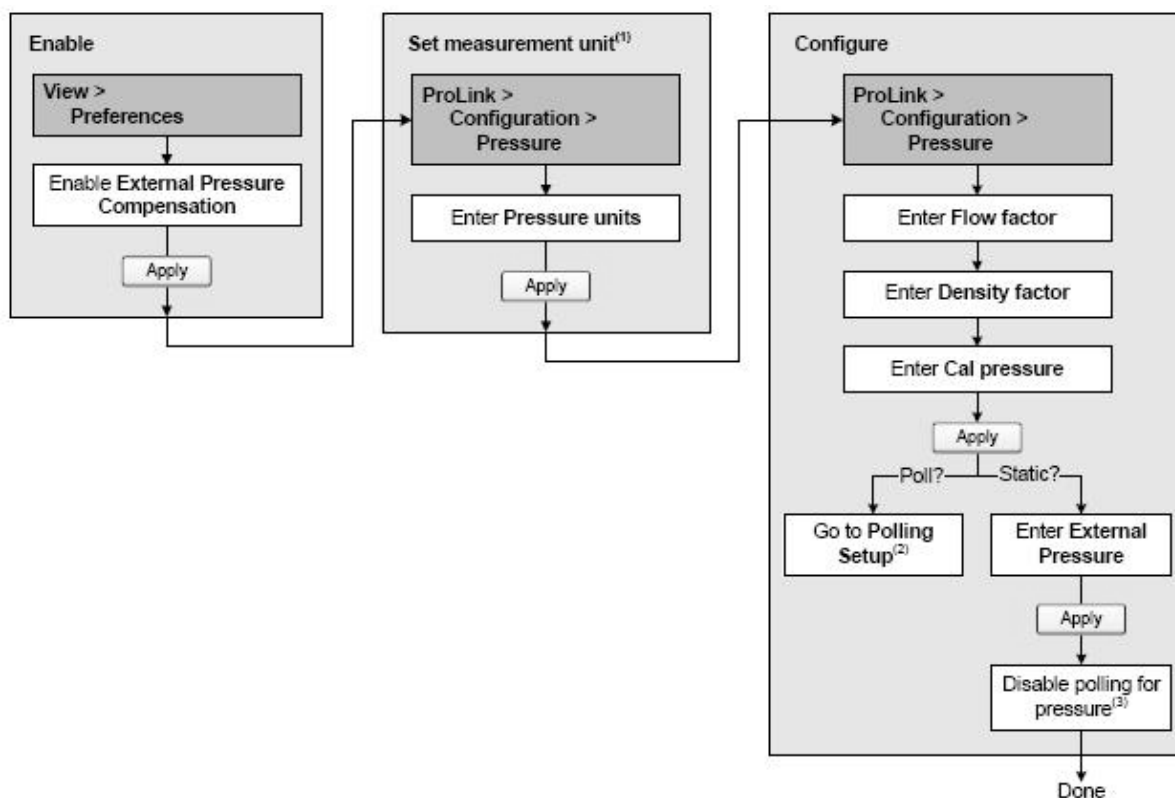 Enable
View >
Preferences
Enable External Pressure
Compensation
Apply
Set measurement unit(1)
ProLink >
Configuration >
Pressure
Enter Pressure units
Apply
Configure
ProLink >
Configuration >
Pressure
Enter Flow factor
Enter Density factor
Enter Cal pressure
Apply
Poll?
Static?
Go to Polling
Setup(2)
Enter External
Pressure
Apply
Disable polling for
pressure(3)
Done